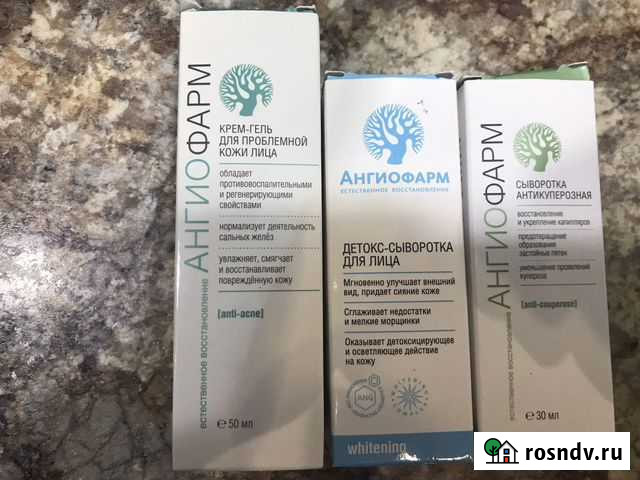 АНГИОФАРМ
естественное восстановление
КРЕМ-ГЕЛЬ
ДЛЯ ПРОБЛЕМНОЙ
КОЖИ ЛИЦА
обладает
противовоспалительными
и регенерирующими
свойствами
нормализует деятельность
сальных желёз
увлажняет, смягчает
и восстанавливает
повреждённую кожу
[anti-acne]
℮ 50 мл
АНГИОФАРМ
ЕСТЕСТВЕННОЕ ВОССТАНОВЛЕНИЕ
ДЕТОКС-СЫВОРОТКА
ДЛЯ ЛИЦА
Мгновенно улучшает внешний
вид, придает сияние коже
Сглаживает недостатки
и мелкие морщинки
Оказывает детоксицирующее
и осветляющее действие
на кожу
ANG
whitening
АНГИОФАРМ
естественное восстановление
СЫВОРОТКА
АНТИКУПЕРОЗНАЯ
восстановление
и укрепление капилляров
предотвращение
образования
застойных пятен
уменьшение проявлений
купероза
[anti-couperose]
℮ 30 мл
rosndv.ru